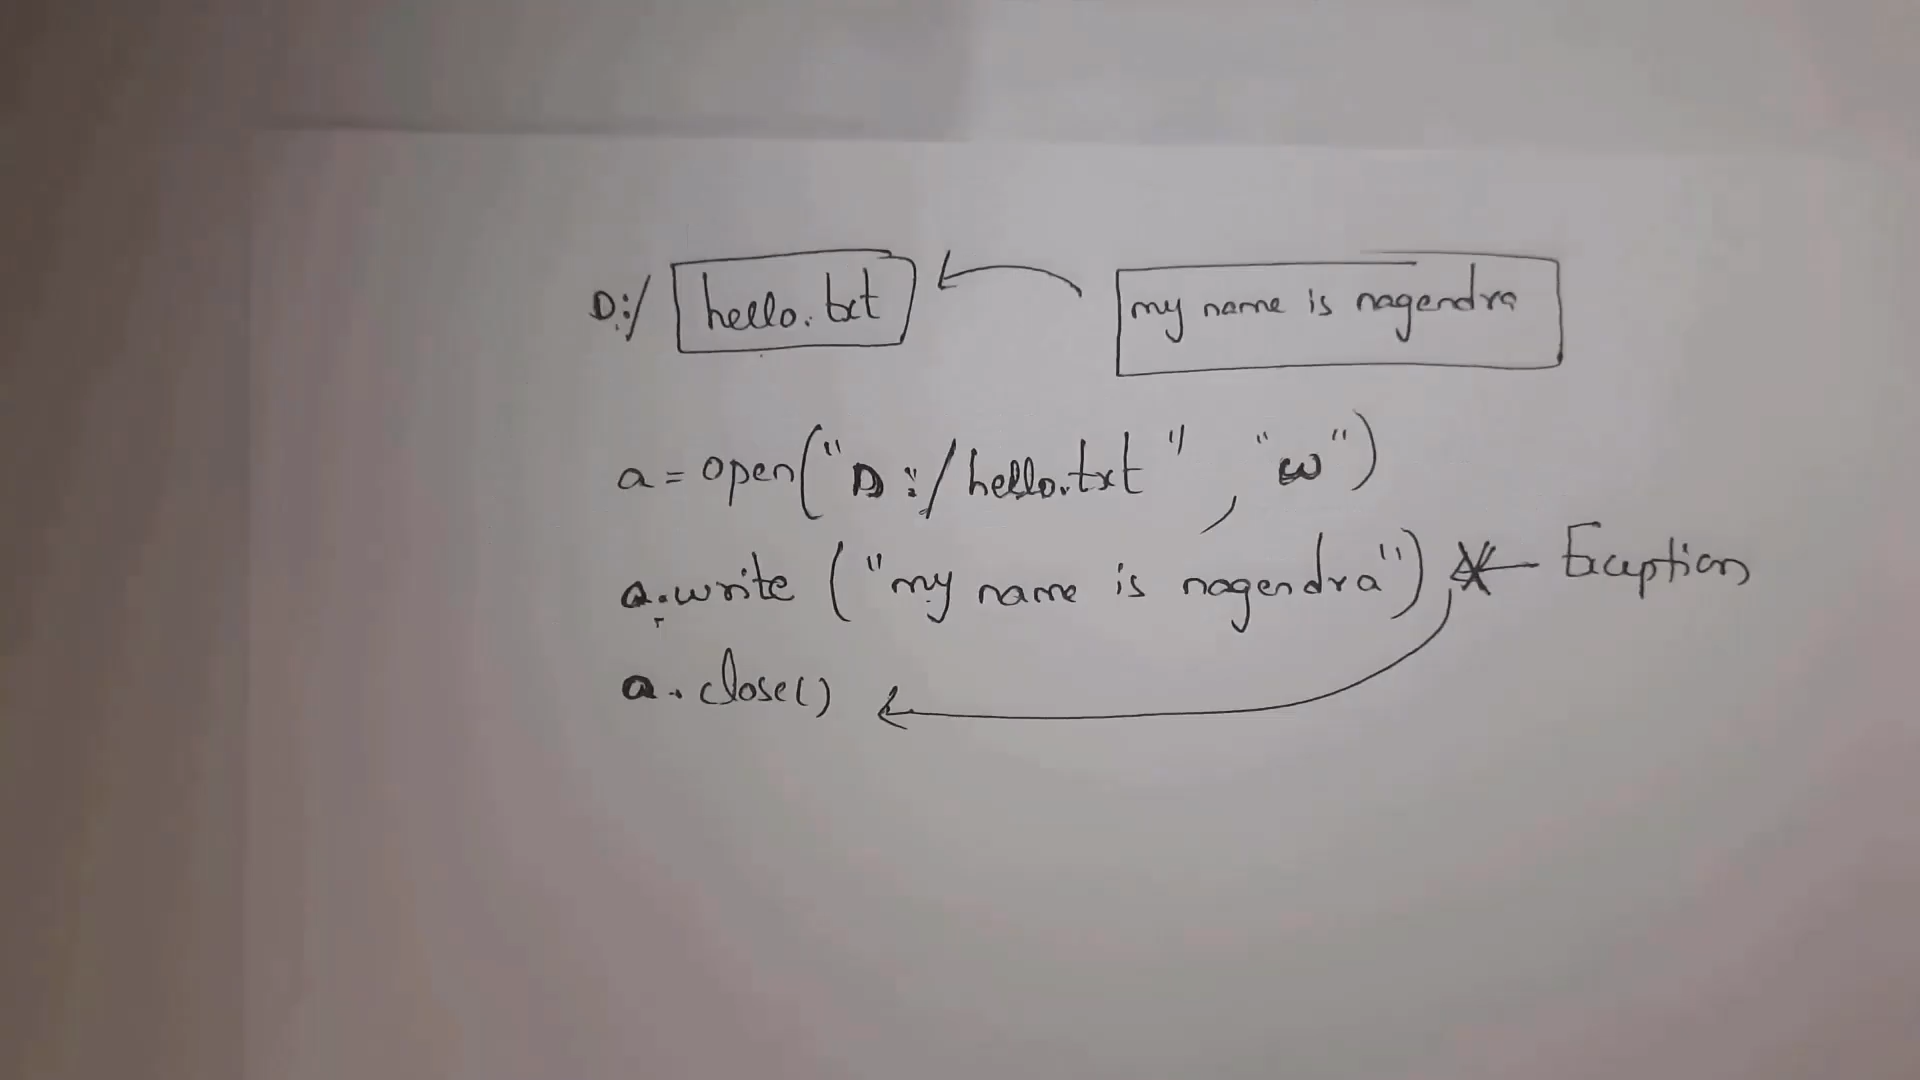 D:/ hello.txt my name is nagendra
a = open("D:/hello.txt", "w")
a.write("my name is nagendra") Exception
a.close()